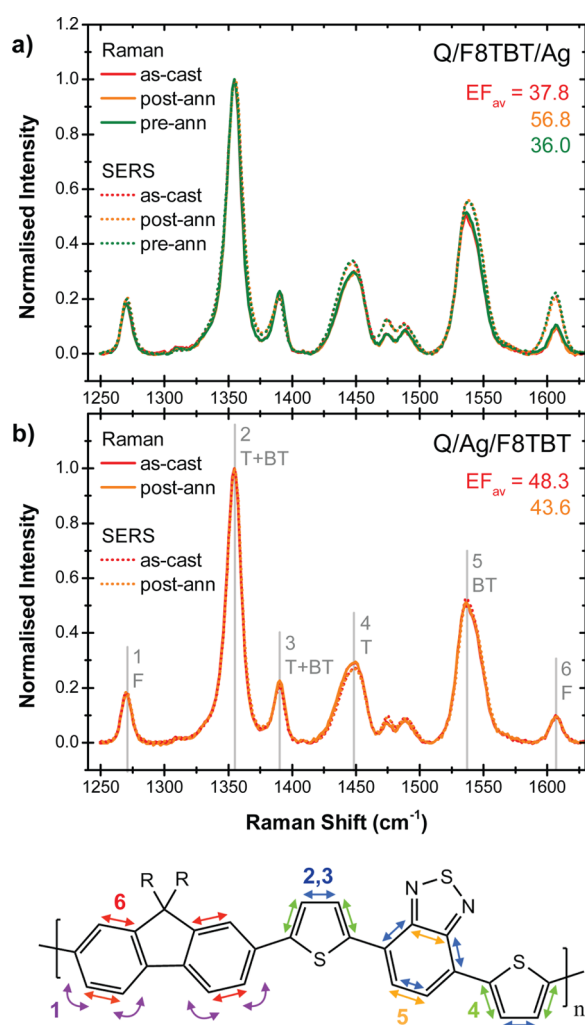 a)
Q/F8TBT/Ag
Raman
as-cast
post-ann
pre-ann
SERS
as-cast
post-ann
pre-ann
EFav = 37.8
56.8
36.0
Normalised Intensity
1.2
1.0
0.8
0.6
0.4
0.2
0.0
1250 1300 1350 1400 1450 1500 1550 1600
b)
Q/Ag/F8TBT
Raman
as-cast
post-ann
SERS
as-cast
post-ann
EFav = 48.3
43.6
1
F
2
T+BT
3
T+BT
4
T
5
BT
6
F
Normalised Intensity
1.0
0.8
0.6
0.4
0.2
0.0
1250 1300 1350 1400 1450 1500 1550 1600
Raman Shift (cm-1)
R R
6
1
2,3
S
N S N
5
4
S
n